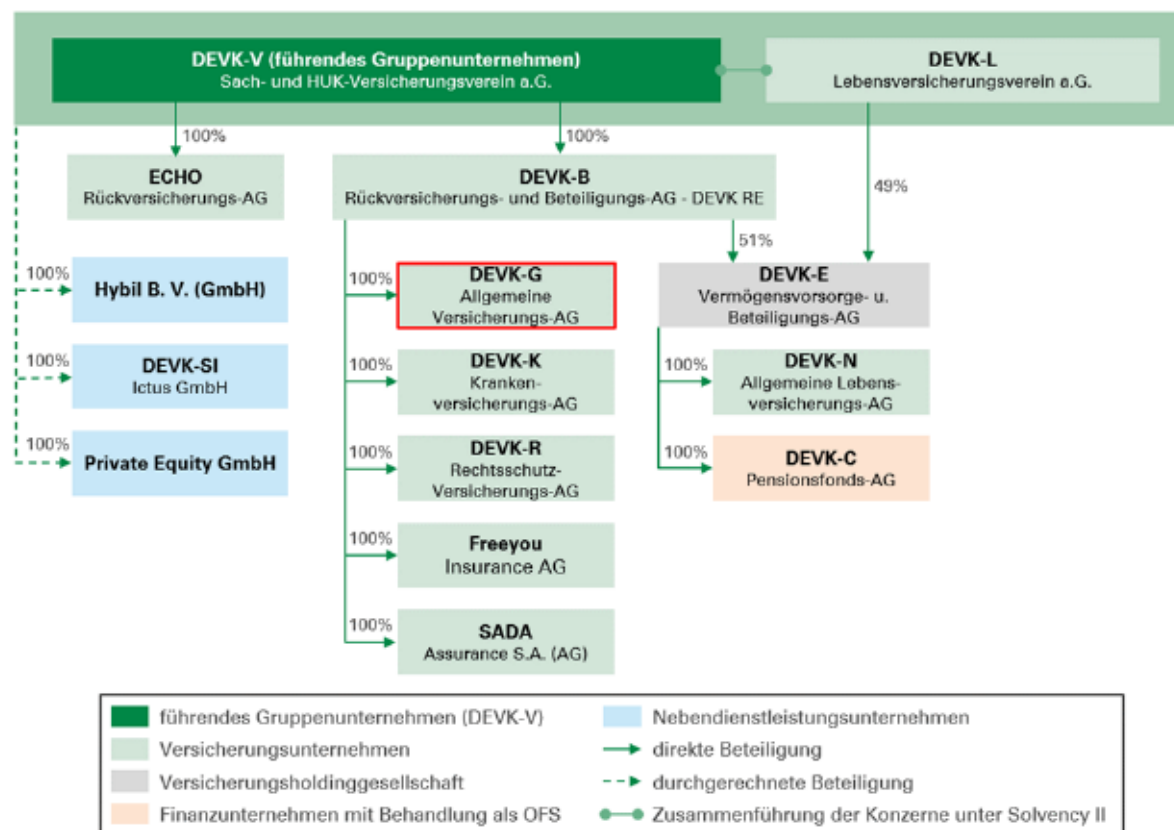 DEVK-V (führendes Gruppenunternehmen)
Sach- und HUK-Versicherungsverein a.G.
DEVK-L
Lebensversicherungsverein a.G.
100%
100%
49%
ECHO
Rückversicherungs-AG
DEVK-B
Rückversicherungs- und Beteiligungs-AG - DEVK RE
51%
100%
Hybil B. V. (GmbH)
100%
DEVK-G
Allgemeine
Versicherungs-AG
DEVK-E
Vermögensvorsorge- u.
Beteiligungs-AG
100%
DEVK-SI
Ictus GmbH
100%
DEVK-K
Kranken-
versicherungs-AG
100%
DEVK-N
Allgemeine Lebens-
versicherungs-AG
100%
Private Equity GmbH
100%
DEVK-R
Rechtsschutz-
Versicherungs-AG
100%
DEVK-C
Pensionsfonds-AG
100%
Freeyou
Insurance AG
100%
SADA
Assurance S.A. (AG)
führendes Gruppenunternehmen (DEVK-V)
Versicherungsunternehmen
Versicherungsholdinggesellschaft
Finanzunternehmen mit Behandlung als OFS
Nebendienstleistungsunternehmen
direkte Beteiligung
durchgerechnete Beteiligung
Zusammenführung der Konzerne unter Solvency II